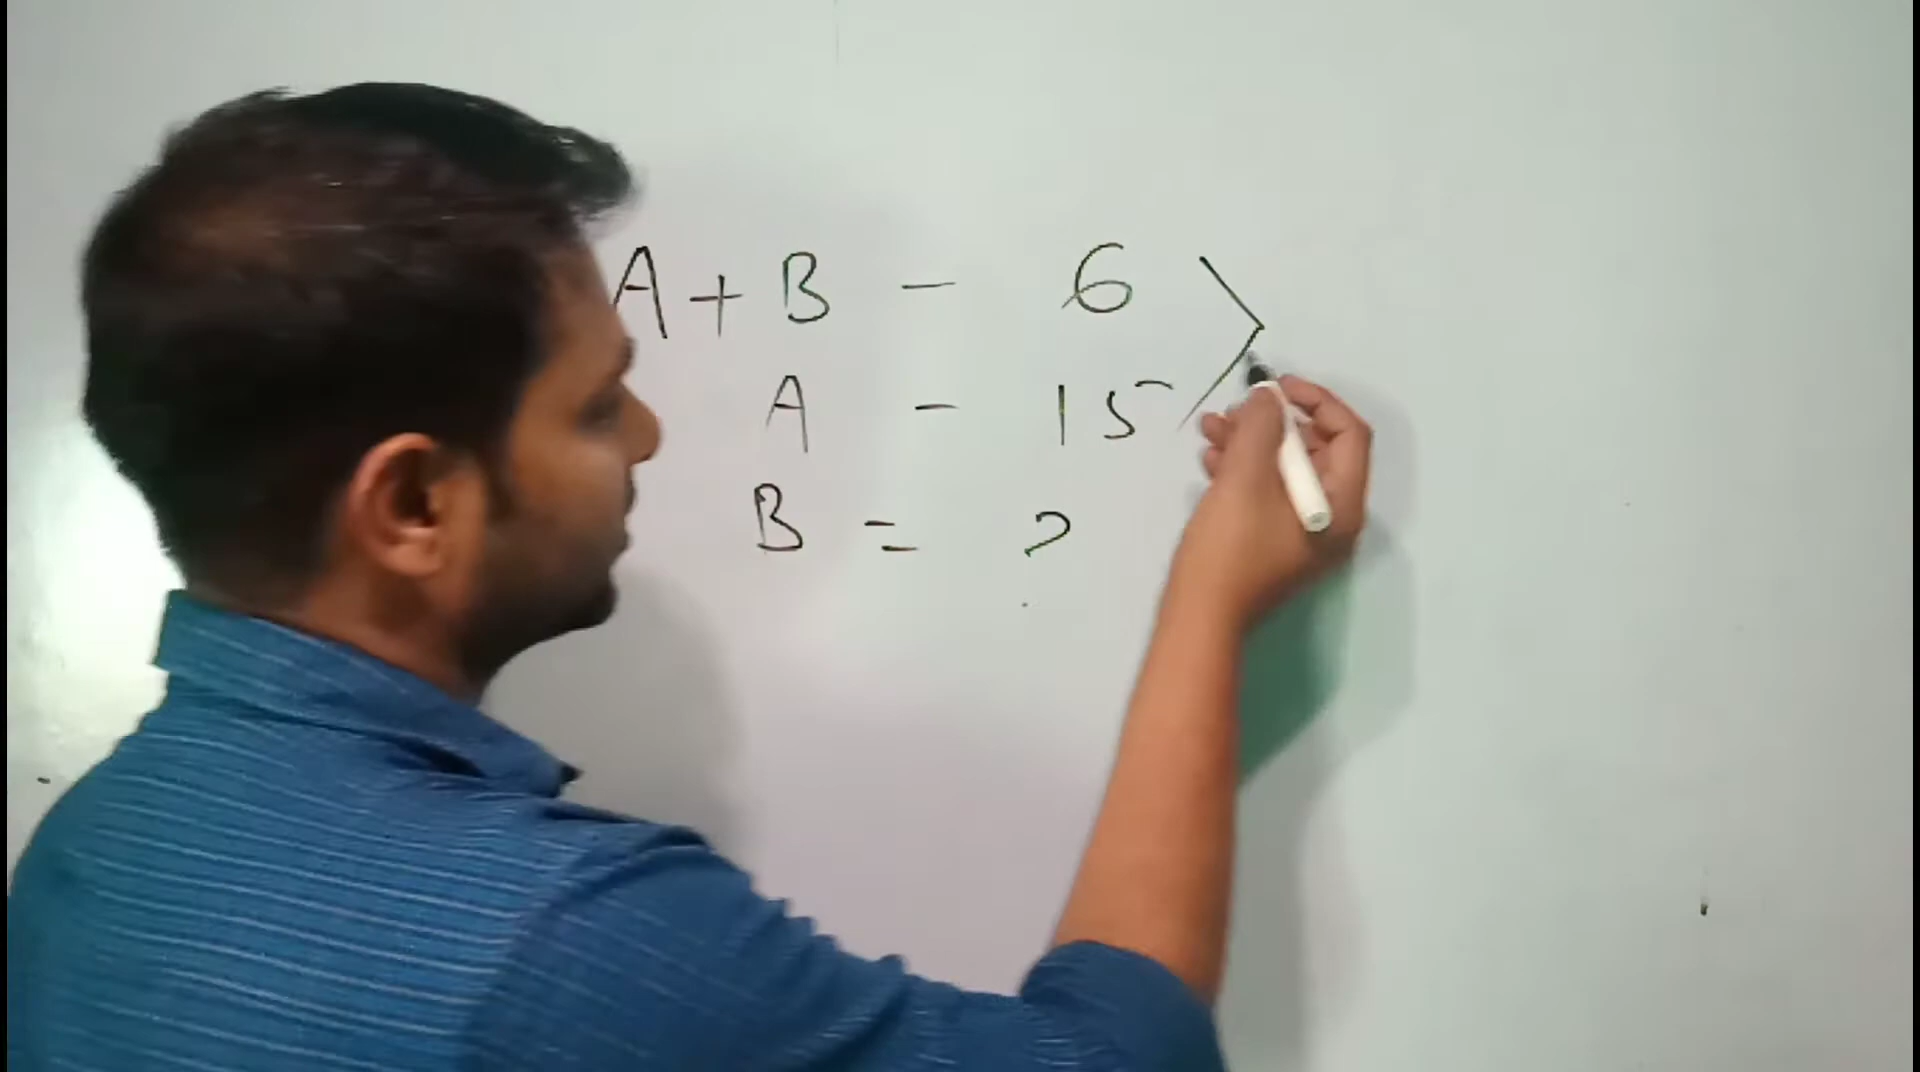 A + B - 6
A - 15
B = ?